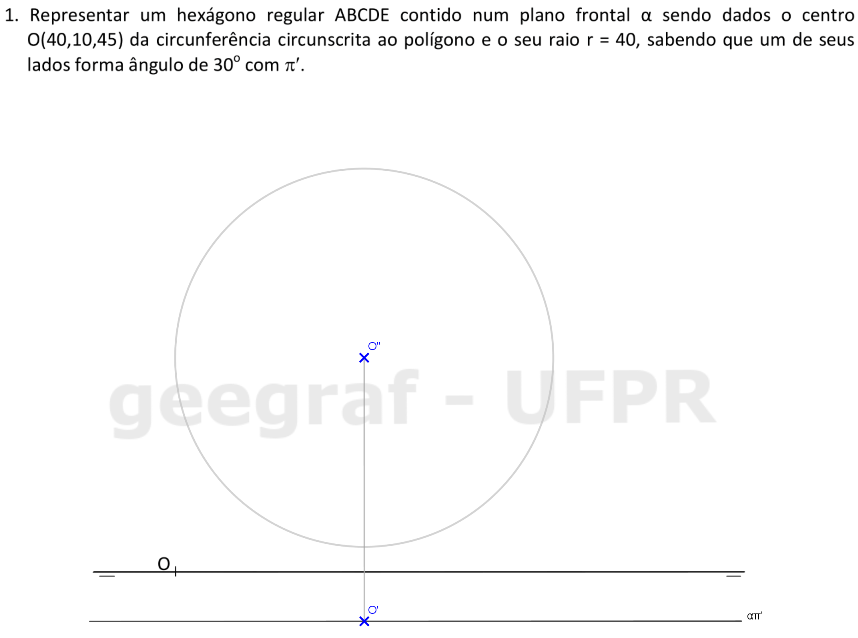 1. Representar um hexágono regular ABCDE contido num plano frontal α sendo dados o centro
O(40,10,45) da circunferência circunscrita ao polígono e o seu raio r = 40, sabendo que um de seus
lados forma ângulo de 30° com π'.
O"
geegraf - UFPR
O
O'
απ'